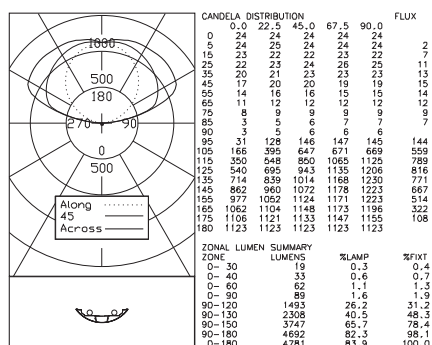 1000
500
180
270
90
0
500
Along
45
Across
CANDELA DISTRIBUTION FLUX
0.0 22.5 45.0 67.5 90.0
0 24 24 24 24 24
5 24 25 24 24 24 2
15 23 22 22 23 22 7
25 22 23 24 26 25 11
35 20 21 23 23 23 13
45 17 20 20 19 19 15
55 14 16 16 15 15 14
65 11 12 12 12 12 12
75 8 9 9 9 9 9
85 3 5 6 7 7 7
90 3 5 6 6 6
95 31 128 146 147 145 144
105 166 395 647 671 669 559
115 350 548 850 1065 1125 789
125 540 695 943 1135 1206 816
135 714 839 1014 1168 1230 771
145 862 960 1072 1178 1223 667
155 977 1052 1124 1171 1223 514
165 1062 1104 1148 1173 1196 322
175 1106 1121 1133 1147 1155 108
180 1123 1123 1123 1123 1123
ZONAL LUMEN SUMMARY
ZONE LUMENS %LAMP %FIXT
0- 30 19 0.3 0.4
0- 40 33 0.6 0.7
0- 60 62 1.1 1.3
0- 90 89 1.6 1.9
90-120 1493 26.2 31.2
90-130 2308 40.5 48.3
90-150 3747 65.7 78.4
90-180 4692 82.3 98.1
0-180 4781 83.9 100.0